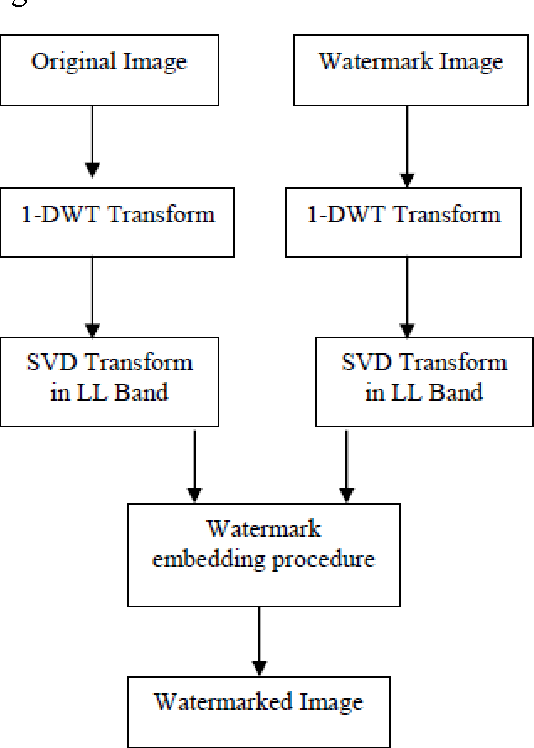 Original Image
Watermark Image
1-DWT Transform
1-DWT Transform
SVD Transform
in LL Band
SVD Transform
in LL Band
Watermark
embedding procedure
Watermarked Image